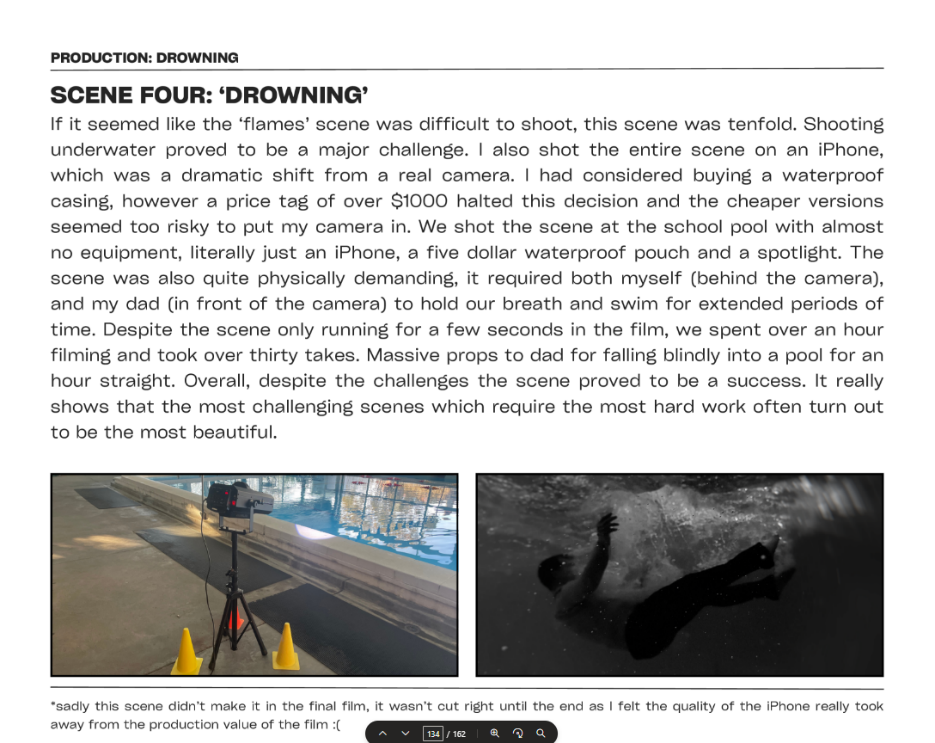 PRODUCTION: DROWNING
SCENE FOUR: ‘DROWNING’
If it seemed like the ‘flames’ scene was difficult to shoot, this scene was tenfold. Shooting
underwater proved to be a major challenge. I also shot the entire scene on an iPhone,
which was a dramatic shift from a real camera. I had considered buying a waterproof
casing, however a price tag of over $1000 halted this decision and the cheaper versions
seemed too risky to put my camera in. We shot the scene at the school pool with almost
no equipment, literally just an iPhone, a five dollar waterproof pouch and a spotlight. The
scene was also quite physically demanding, it required both myself (behind the camera),
and my dad (in front of the camera) to hold our breath and swim for extended periods of
time. Despite the scene only running for a few seconds in the film, we spent over an hour
filming and took over thirty takes. Massive props to dad for falling blindly into a pool for an
hour straight. Overall, despite the challenges the scene proved to be a success. It really
shows that the most challenging scenes which require the most hard work often turn out
to be the most beautiful.
*sadly this scene didn’t make it in the final film, it wasn’t cut right until the end as I felt the quality of the iPhone really took
away from the production value of the film :(
134 / 162